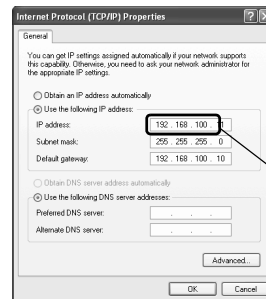 Internet Protocol (TCP/IP) Properties
General
You can get IP settings assigned automatically if your network supports
this capability. Otherwise, you need to ask your network administrator for
the appropriate IP settings.
Obtain an IP address automatically
Use the following IP address:
IP address: 192 . 168 . 100 . 11
Subnet mask: 255 . 255 . 255 . 0
Default gateway: 192 . 168 . 100 . 10
Obtain DNS server address automatically
Use the following DNS server addresses:
Preferred DNS server: . . .
Alternate DNS server: . . .
Advanced...
OK Cancel